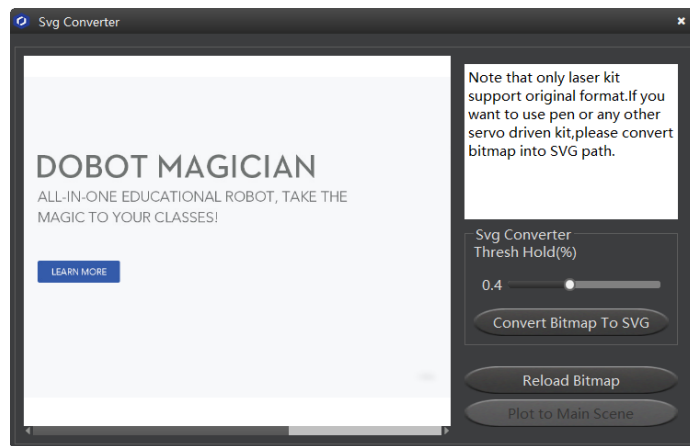 Svg Converter
DOBOT MAGICIAN
ALL-IN-ONE EDUCATIONAL ROBOT, TAKE THE
MAGIC TO YOUR CLASSES!
LEARN MORE
Note that only laser kit
support original format.If you
want to use pen or any other
servo driven kit,please convert
bitmap into SVG path.
Svg Converter
Thresh Hold(%)
0.4
Convert Bitmap To SVG
Reload Bitmap
Plot to Main Scene